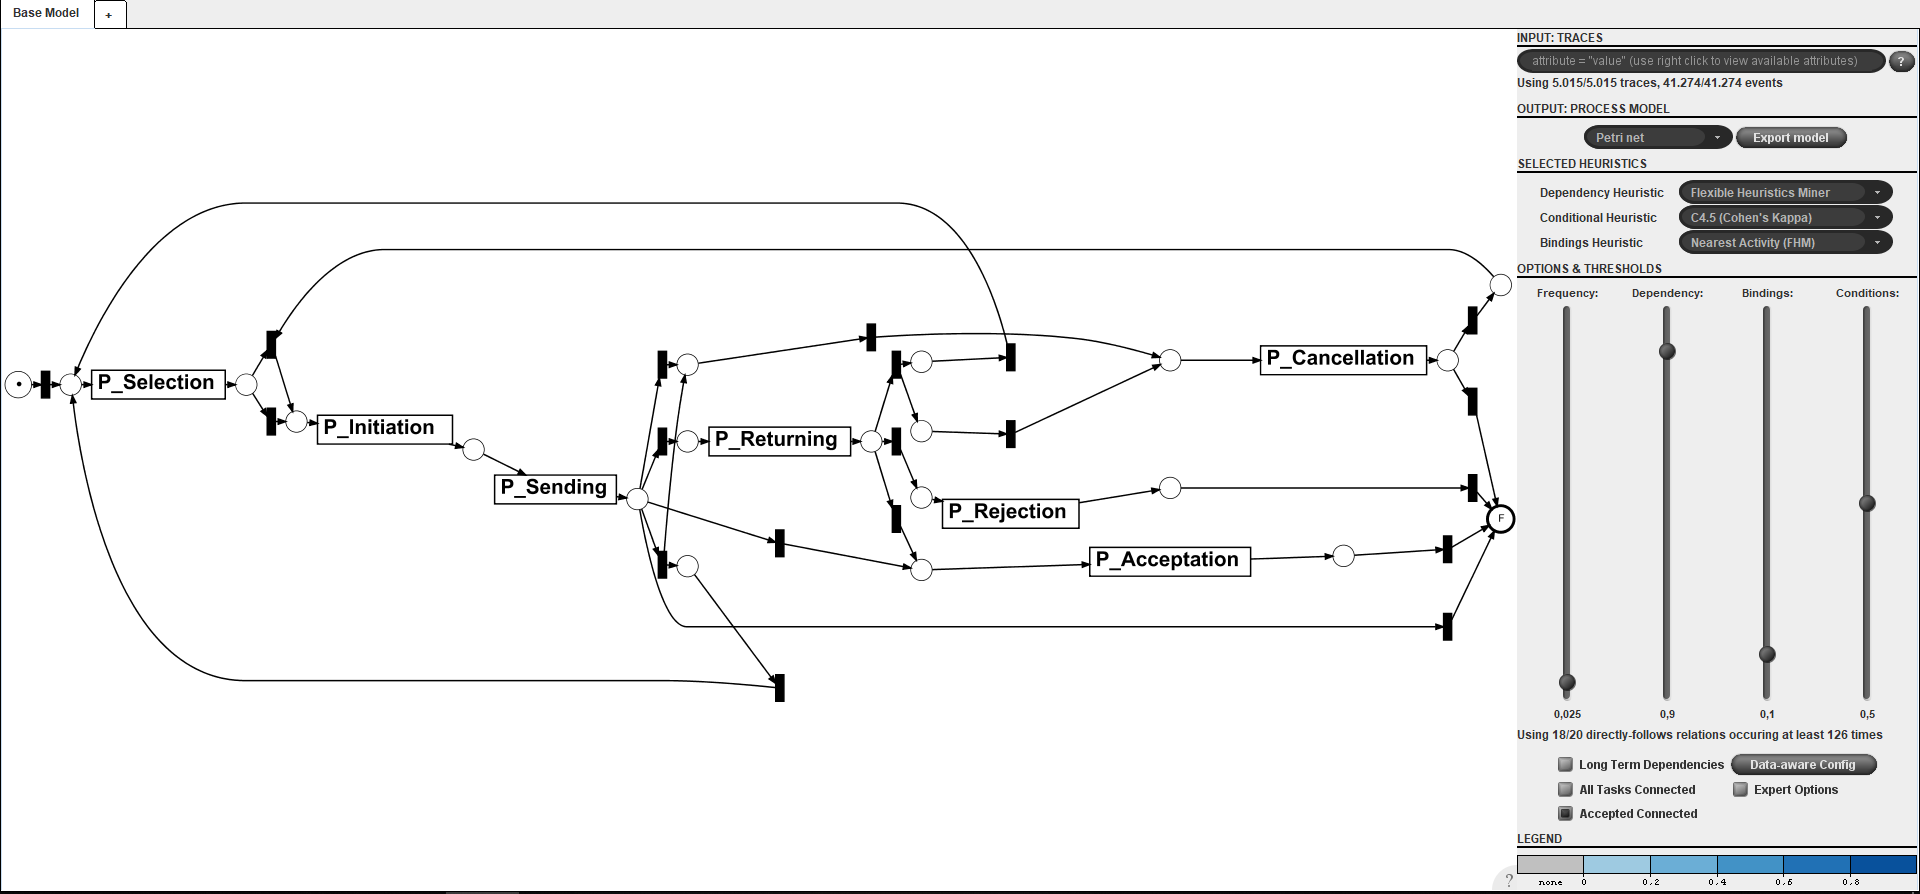 Base Model
+
P_Selection
P_Initiation
P_Sending
P_Returning
P_Rejection
P_Acceptation
P_Cancellation
F
?
INPUT: TRACES
attribute = "value" (use right click to view available attributes)
?
Using 5.015/5.015 traces, 41.274/41.274 events
OUTPUT: PROCESS MODEL
Petri net
Export model
SELECTED HEURISTICS
Dependency Heuristic
Flexible Heuristics Miner
Conditional Heuristic
C4.5 (Cohen's Kappa)
Bindings Heuristic
Nearest Activity (FHM)
OPTIONS & THRESHOLDS
Frequency: Dependency: Bindings: Conditions:
0,025 0,9 0,1 0,5
Using 18/20 directly-follows relations occuring at least 126 times
Long Term Dependencies
Data-aware Config
All Tasks Connected
Expert Options
Accepted Connected
LEGEND
none 0 0,2 0,4 0,6 0,8